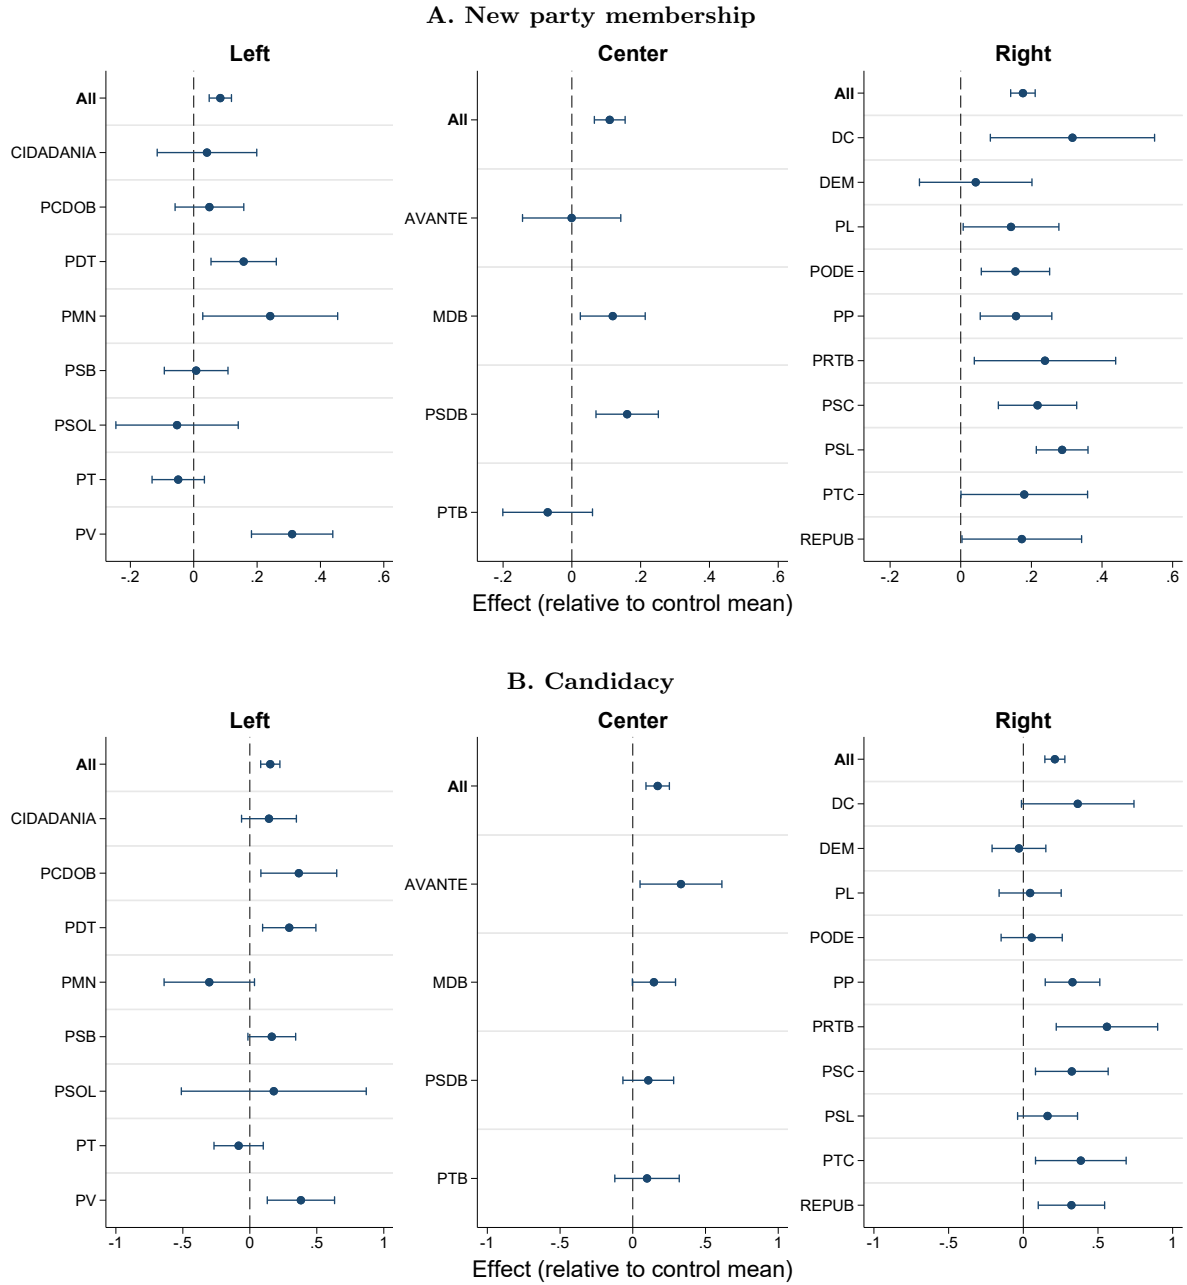 A. New party membership
Left
All
CIDADANIA
PCDOB
PDT
PMN
PSB
PSOL
PT
PV
-.2 0 .2 .4 .6
Center
All
AVANTE
MDB
PSDB
PTB
-.2 0 .2 .4 .6
Right
All
DC
DEM
PL
PODE
PP
PRTB
PSC
PSL
PTC
REPUB
-.2 0 .2 .4 .6
Effect (relative to control mean)
B. Candidacy
Left
All
CIDADANIA
PCDOB
PDT
PMN
PSB
PSOL
PT
PV
-1 -.5 0 .5 1
Center
All
AVANTE
MDB
PSDB
PTB
-1 -.5 0 .5 1
Right
All
DC
DEM
PL
PODE
PP
PRTB
PSC
PSL
PTC
REPUB
-1 -.5 0 .5 1
Effect (relative to control mean)